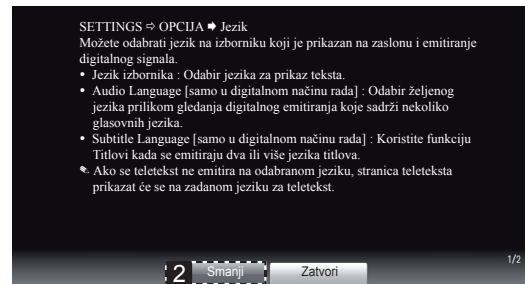 SETTINGS ⇨ OPCIJA 🠮 Jezik
Možete odabrati jezik na izborniku koji je prikazan na zaslonu i emitiranje
digitalnog signala.
• Jezik izbornika : Odabir jezika za prikaz teksta.
• Audio Language [samo u digitalnom načinu rada] : Odabir željenog
jezika prilikom gledanja digitalnog emitiranja koje sadrži nekoliko
glasovnih jezika.
• Subtitle Language [samo u digitalnom načinu rada] : Koristite funkciju
Titlovi kada se emitiraju dva ili više jezika titlova.
✎ Ako se teletekst ne emitira na odabranom jeziku, stranica teleteksta
prikazat će se na zadanom jeziku za teletekst.
1/2
2 Smanji Zatvori